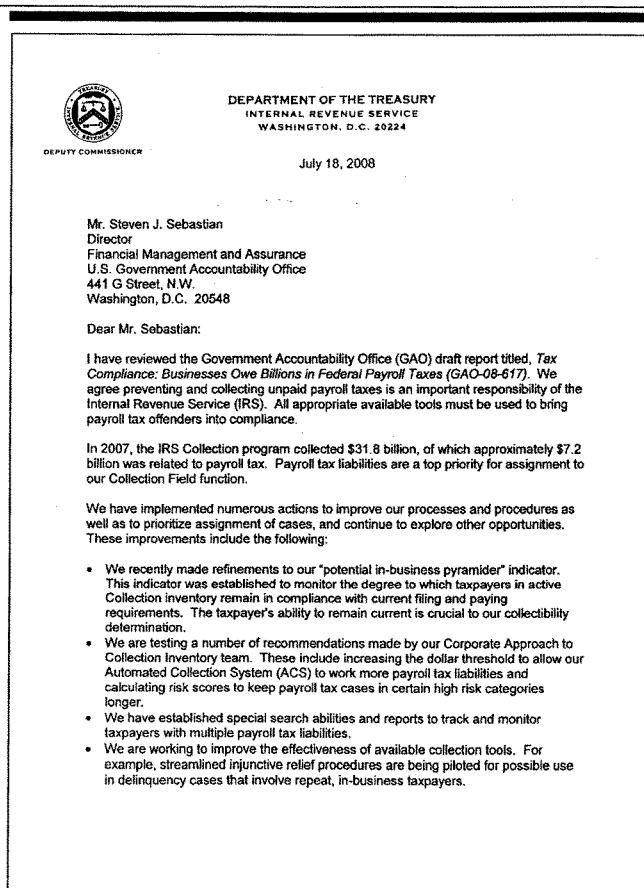 DEPARTMENT OF THE TREASURY
INTERNAL REVENUE SERVICE
WASHINGTON, D.C. 20224
DEPUTY COMMISSIONER
July 18, 2008
Mr. Steven J. Sebastian
Director
Financial Management and Assurance
U.S. Government Accountability Office
441 G Street, N.W.
Washington, D.C. 20548
Dear Mr. Sebastian:
I have reviewed the Government Accountability Office (GAO) draft report titled, Tax
Compliance: Businesses Owe Billions in Federal Payroll Taxes (GAO-08-617). We
agree preventing and collecting unpaid payroll taxes is an important responsibility of the
Internal Revenue Service (IRS). All appropriate available tools must be used to bring
payroll tax offenders into compliance.
In 2007, the IRS Collection program collected $31.8 billion, of which approximately $7.2
billion was related to payroll tax. Payroll tax liabilities are a top priority for assignment to
our Collection Field function.
We have implemented numerous actions to improve our processes and procedures as
well as to prioritize assignment of cases, and continue to explore other opportunities.
These improvements include the following:
• We recently made refinements to our "potential in-business pyramider" indicator.
This indicator was established to monitor the degree to which taxpayers in active
Collection inventory remain in compliance with current filing and paying
requirements. The taxpayer's ability to remain current is crucial to our collectibility
determination.
• We are testing a number of recommendations made by our Corporate Approach to
Collection Inventory team. These include increasing the dollar threshold to allow our
Automated Collection System (ACS) to work more payroll tax liabilities and
calculating risk scores to keep payroll tax cases in certain high risk categories
longer.
• We have established special search abilities and reports to track and monitor
taxpayers with multiple payroll tax liabilities.
• We are working to improve the effectiveness of available collection tools. For
example, streamlined injunctive relief procedures are being piloted for possible use
in delinquency cases that involve repeat, in-business taxpayers.